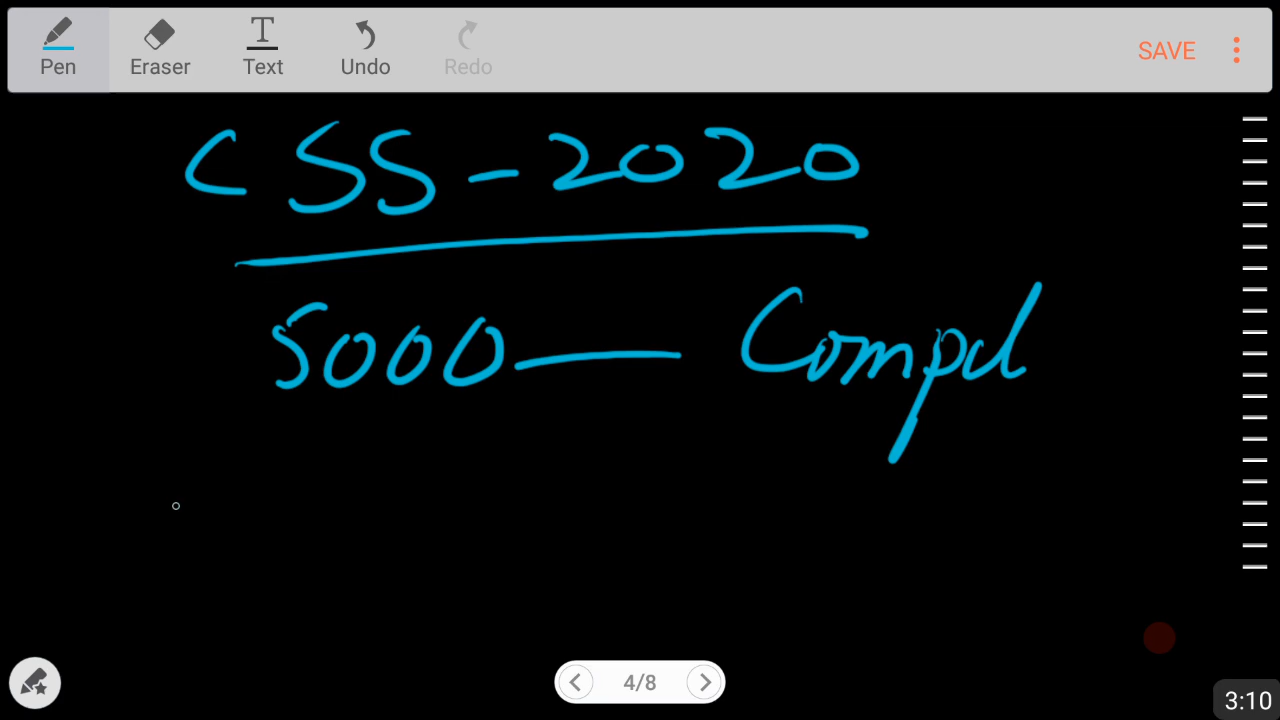 Pen Eraser Text Undo Redo SAVE
CSS-2020
5000— Compul
4/8
3:10